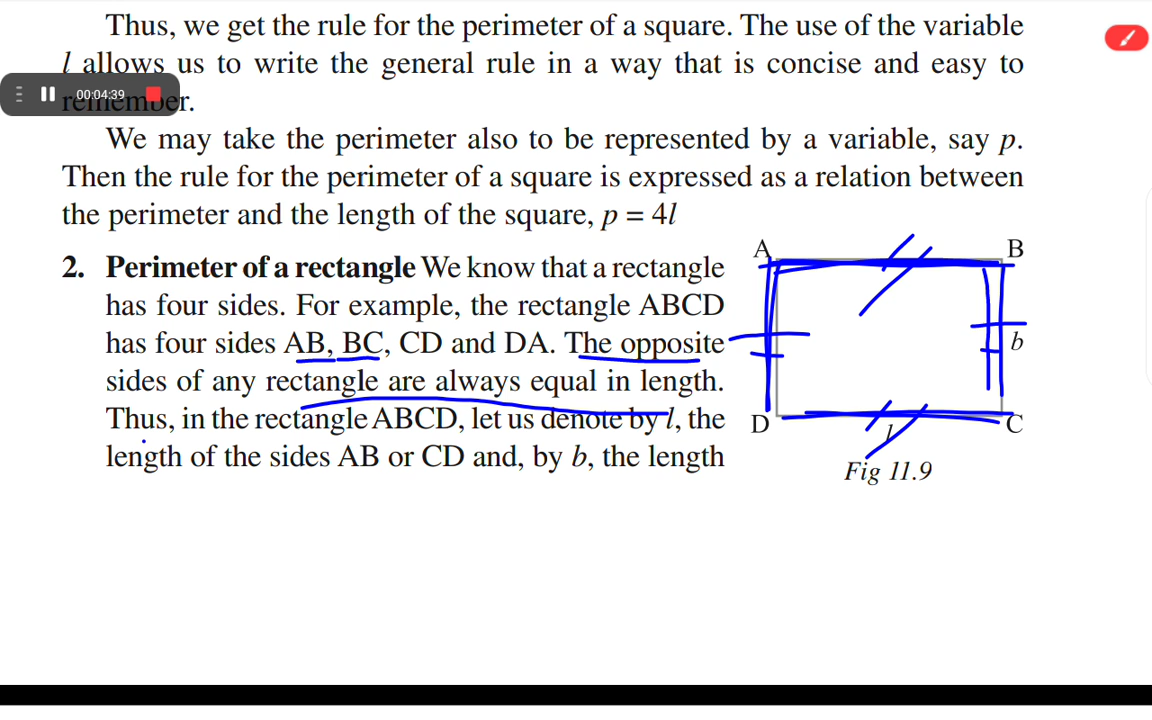 Thus, we get the rule for the perimeter of a square. The use of the variable
l allows us to write the general rule in a way that is concise and easy to
remember.
00:04:39
We may take the perimeter also to be represented by a variable, say p.
Then the rule for the perimeter of a square is expressed as a relation between
the perimeter and the length of the square, p = 4l
2. Perimeter of a rectangle We know that a rectangle
has four sides. For example, the rectangle ABCD
has four sides AB, BC, CD and DA. The opposite
sides of any rectangle are always equal in length.
Thus, in the rectangle ABCD, let us denote by l, the
length of the sides AB or CD and, by b, the length
A
B
b
D
l
C
Fig 11.9